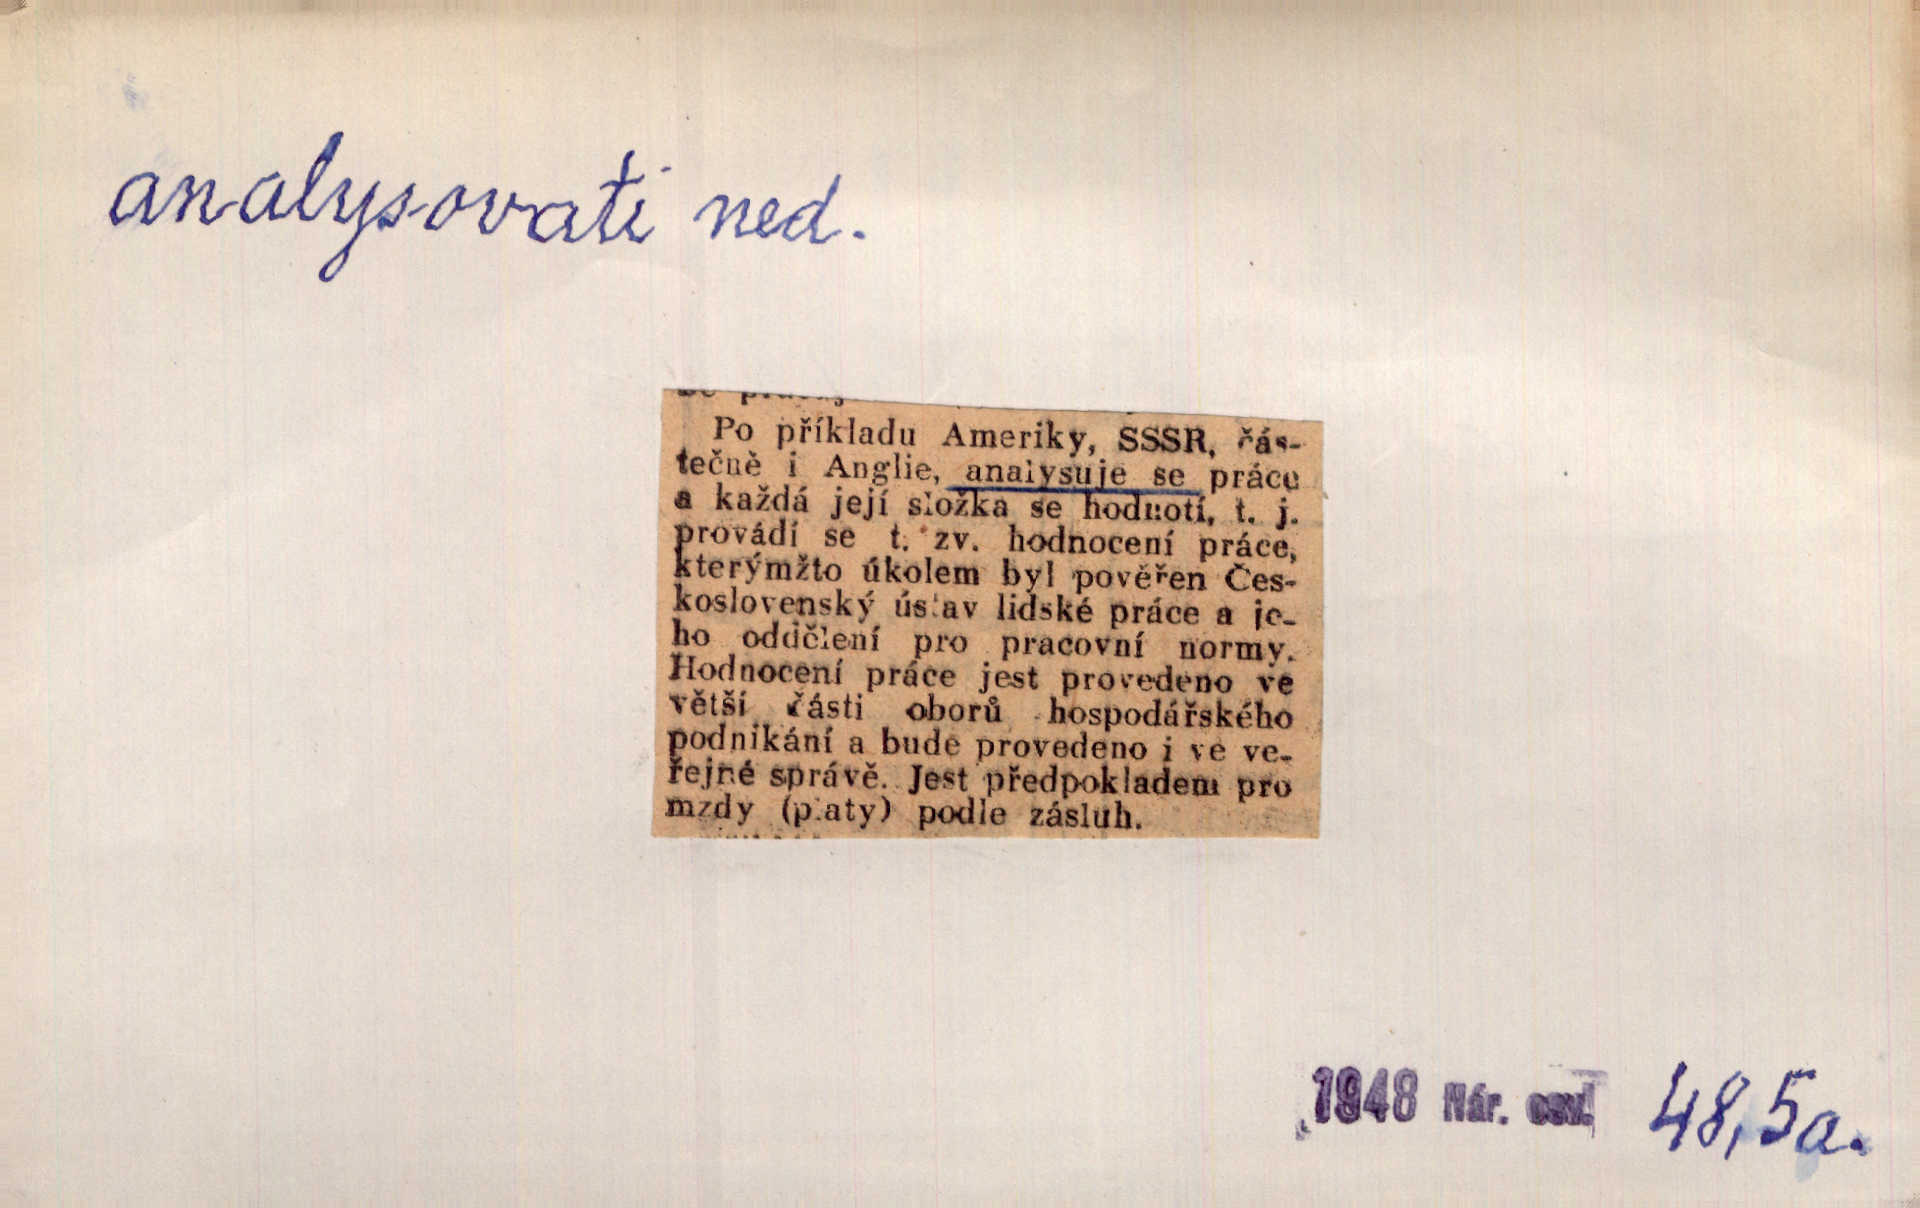 analysovati ned.
Po příkladu Ameriky, SSSR, čás-
tečně i Anglie, analysuje se práce
a každá její složka se hodnotí, t. j.
provádí se t. zv. hodnocení práce,
kterýmžto úkolem byl pověřen Čes-
koslovenský ústav lidské práce a je-
ho oddělení pro pracovní normy.
Hodnocení práce jest provedeno ve
větší části oborů hospodářského
podnikání a bude provedeno i ve ve-
řejné správě. Jest předpokladem pro
mzdy (platy) podle zásluh.
1948 Nár. osv. 48,5a.